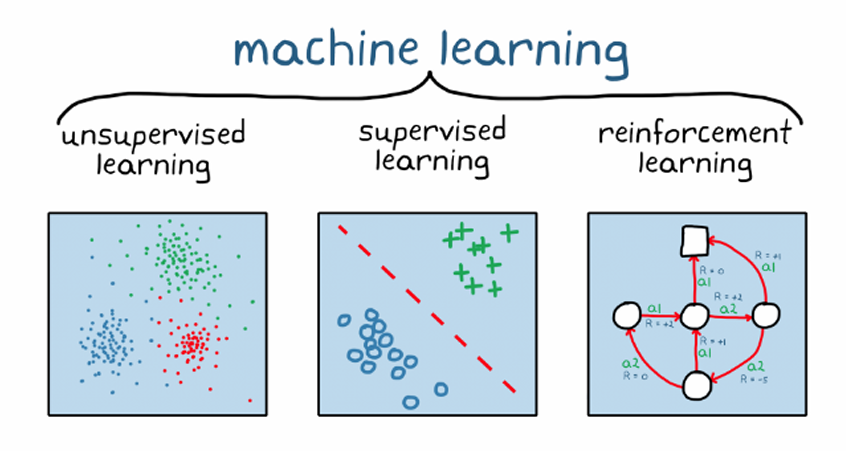 machine learning
unsupervised
learning
supervised
learning
reinforcement
learning
R = +1
a1
R = 0
a1
R = +2
a1
a2
R = +2
R = +1
a1
a2
R = 0
a2
R = -5